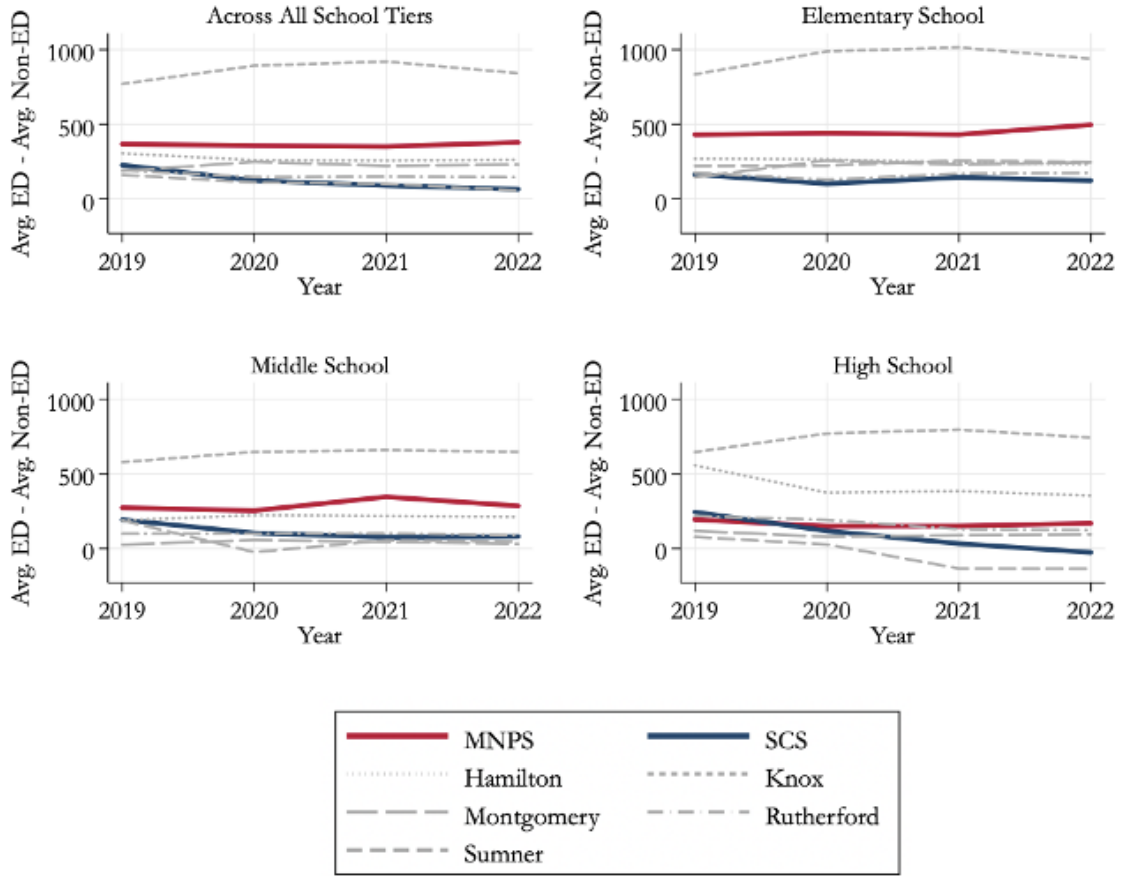 Across All School Tiers
Avg. ED - Avg. Non-ED
1000
500
0
2019 2020 2021 2022
Year
Elementary School
Avg. ED - Avg. Non-ED
1000
500
0
2019 2020 2021 2022
Year
Middle School
Avg. ED - Avg. Non-ED
1000
500
0
2019 2020 2021 2022
Year
High School
Avg. ED - Avg. Non-ED
1000
500
0
2019 2020 2021 2022
Year
MNPS SCS
Hamilton Knox
Montgomery Rutherford
Sumner